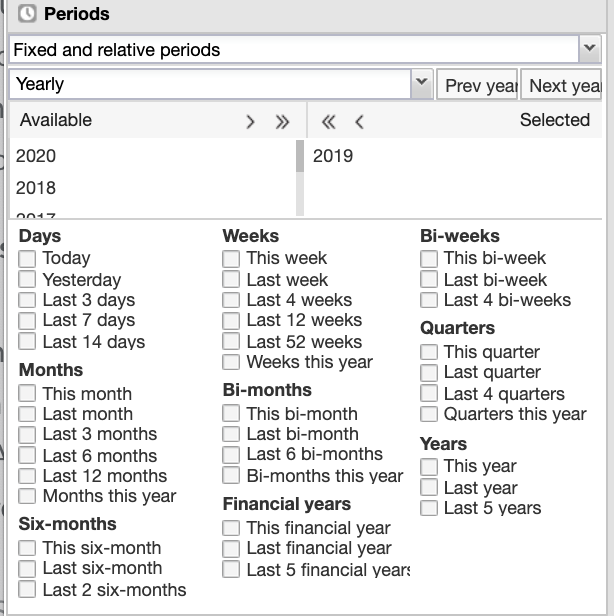 Periods
Fixed and relative periods
Yearly
Prev year
Next yea
Available
Selected
2020
2019
2018
2017
Days
Today
Yesterday
Last 3 days
Last 7 days
Last 14 days
Months
This month
Last month
Last 3 months
Last 6 months
Last 12 months
Months this year
Six-months
This six-month
Last six-month
Last 2 six-months
Weeks
This week
Last week
Last 4 weeks
Last 12 weeks
Last 52 weeks
Weeks this year
Bi-months
This bi-month
Last bi-month
Last 6 bi-months
Bi-months this year
Financial years
This financial year
Last financial year
Last 5 financial years
Bi-weeks
This bi-week
Last bi-week
Last 4 bi-weeks
Quarters
This quarter
Last quarter
Last 4 quarters
Quarters this year
Years
This year
Last year
Last 5 years